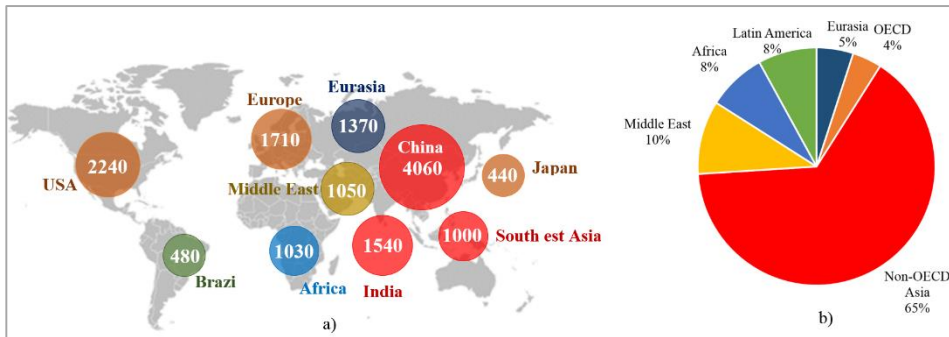 Europe
1710
Eurasia
1370
China
4060
USA
2240
Middle East
1050
440
Japan
480
Brazi
1030
Africa
1540
India
1000
South est Asia
a)
Latin America
8%
Eurasia
5%
OECD
4%
Africa
8%
Middle East
10%
Non-OECD
Asia
65%
b)